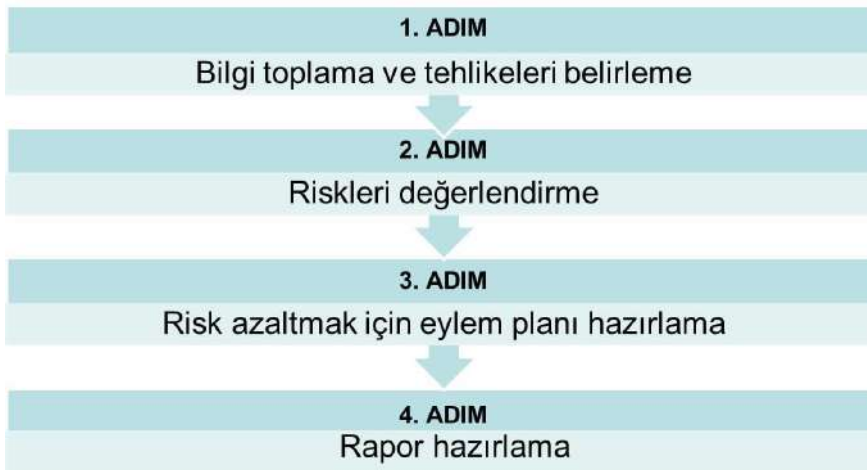 1. ADIM
Bilgi toplama ve tehlikeleri belirleme
2. ADIM
Riskleri değerlendirme
3. ADIM
Risk azaltmak için eylem planı hazırlama
4. ADIM
Rapor hazırlama